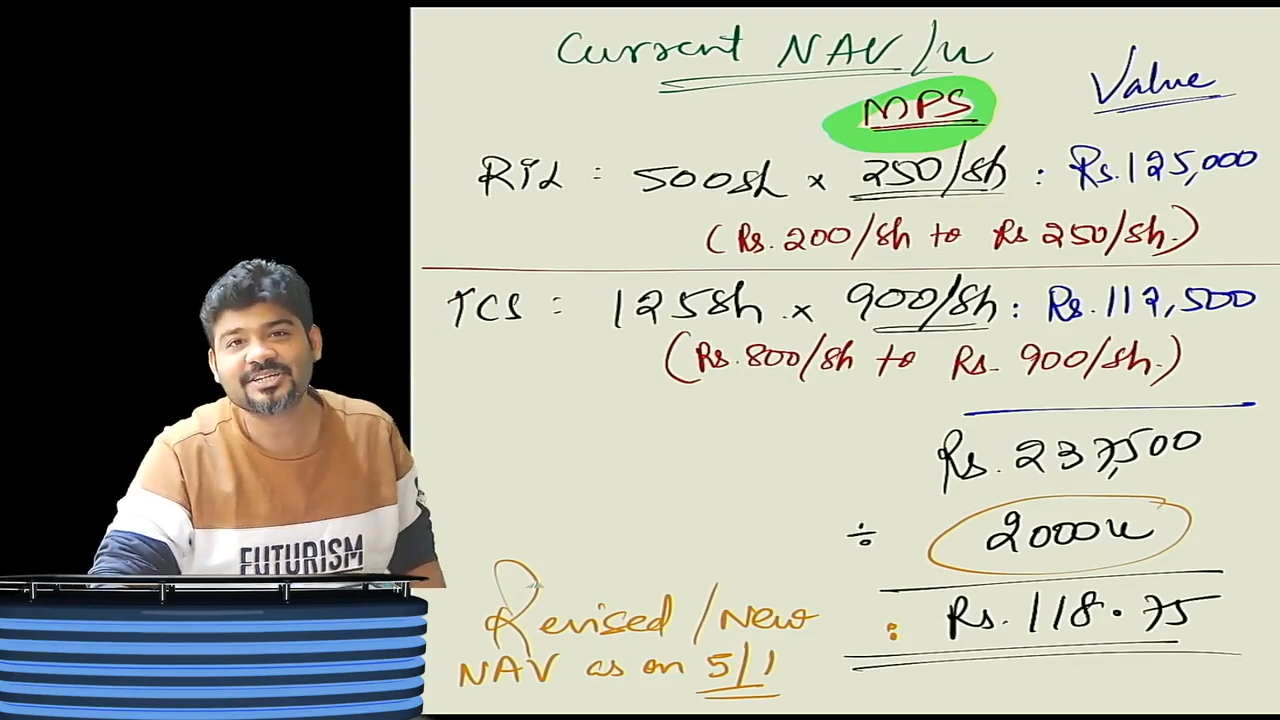 Current NAV/u
MPS
Value
RIL : 500sh × 250/sh : Rs.125,000
(Rs.200/sh to Rs 250/sh.)
TCS = 125sh × 900/sh : Rs.112,500
(Rs.800/sh to Rs. 900/sh.)
Rs. 237,500
÷ 2000u
: Rs.118.75
Revised/New
NAV as on 5/1
FUTURISM